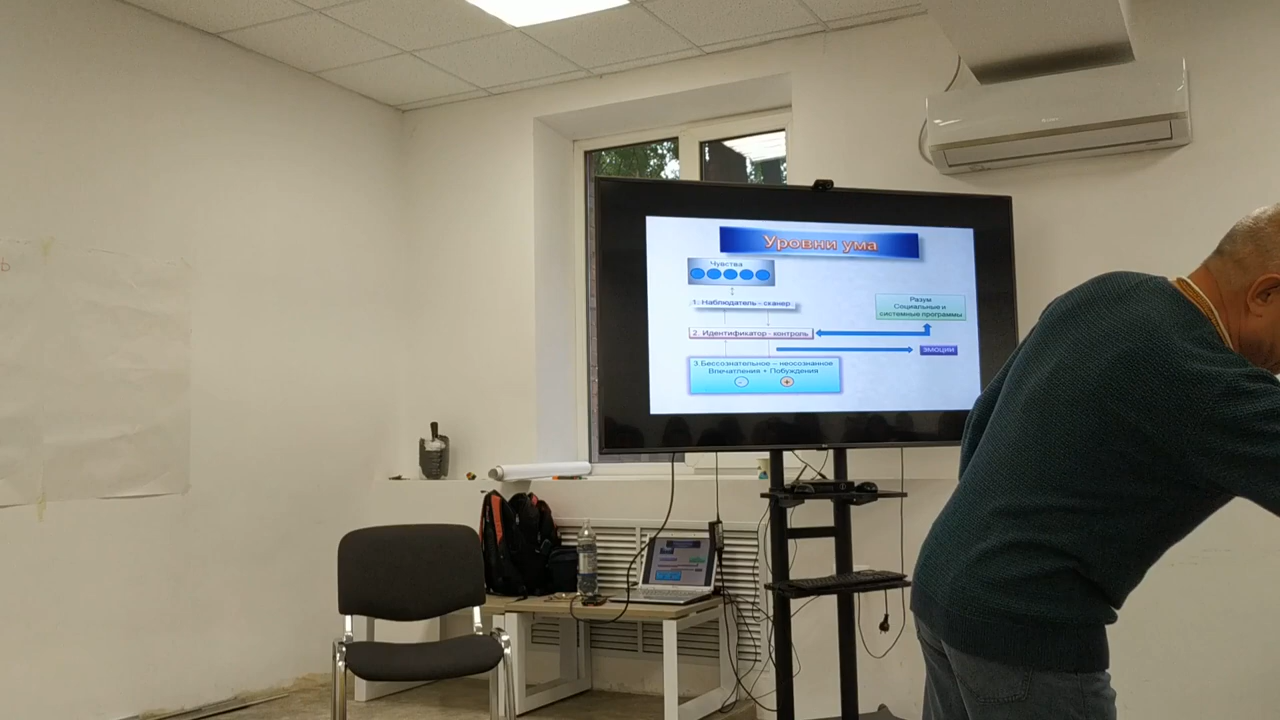 Уровни ума
Чувства
1. Наблюдатель - сканер
Разум
Социальные и
системные программы
2. Идентификатор - контроль
ЭМОЦИИ
3.Бессознательное – неосознанное
Впечатления + Побуждения
-
+